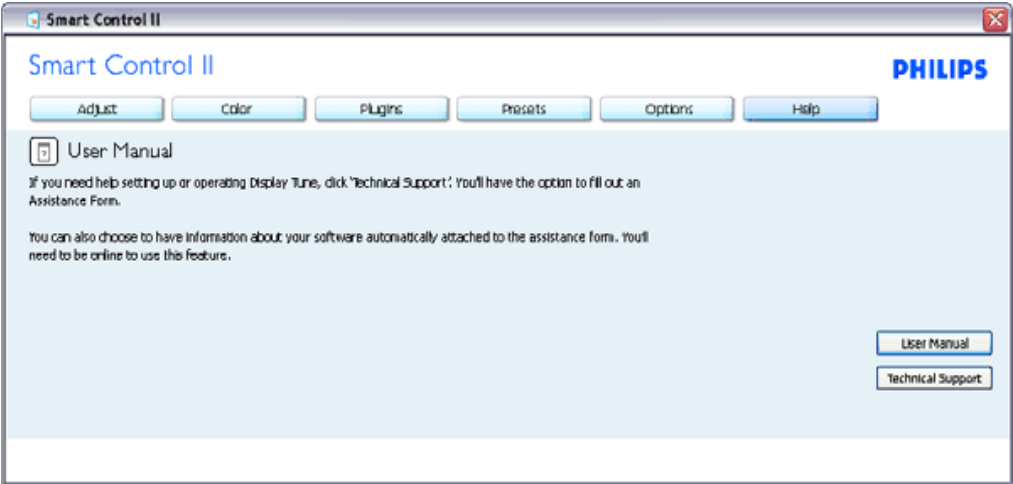 Smart Control II
Smart Control II
PHILIPS
Adjust Color Plugins Presets Options Help
User Manual
If you need help setting up or operating Display Tune, click 'Technical Support'. You'll have the option to fill out an
Assistance Form.
You can also choose to have information about your software automatically attached to the assistance form. You'll
need to be online to use this feature.
User Manual
Technical Support